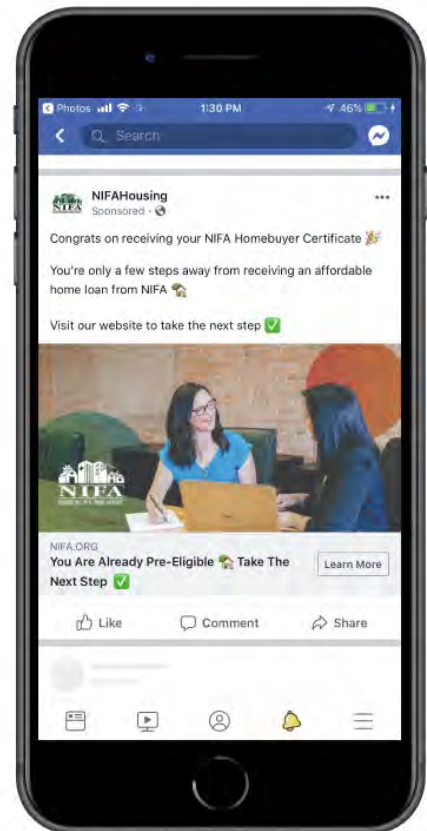 Photos 1:30 PM 46%
Search
NIFA
NIFAHousing
Sponsored ·
Congrats on receiving your NIFA Homebuyer Certificate 🎉
You're only a few steps away from receiving an affordable
home loan from NIFA 🏡
Visit our website to take the next step ✅
NIFA
NIFA.ORG
You Are Already Pre-Eligible 🏡 Take The
Next Step ✅
Learn More
Like Comment Share